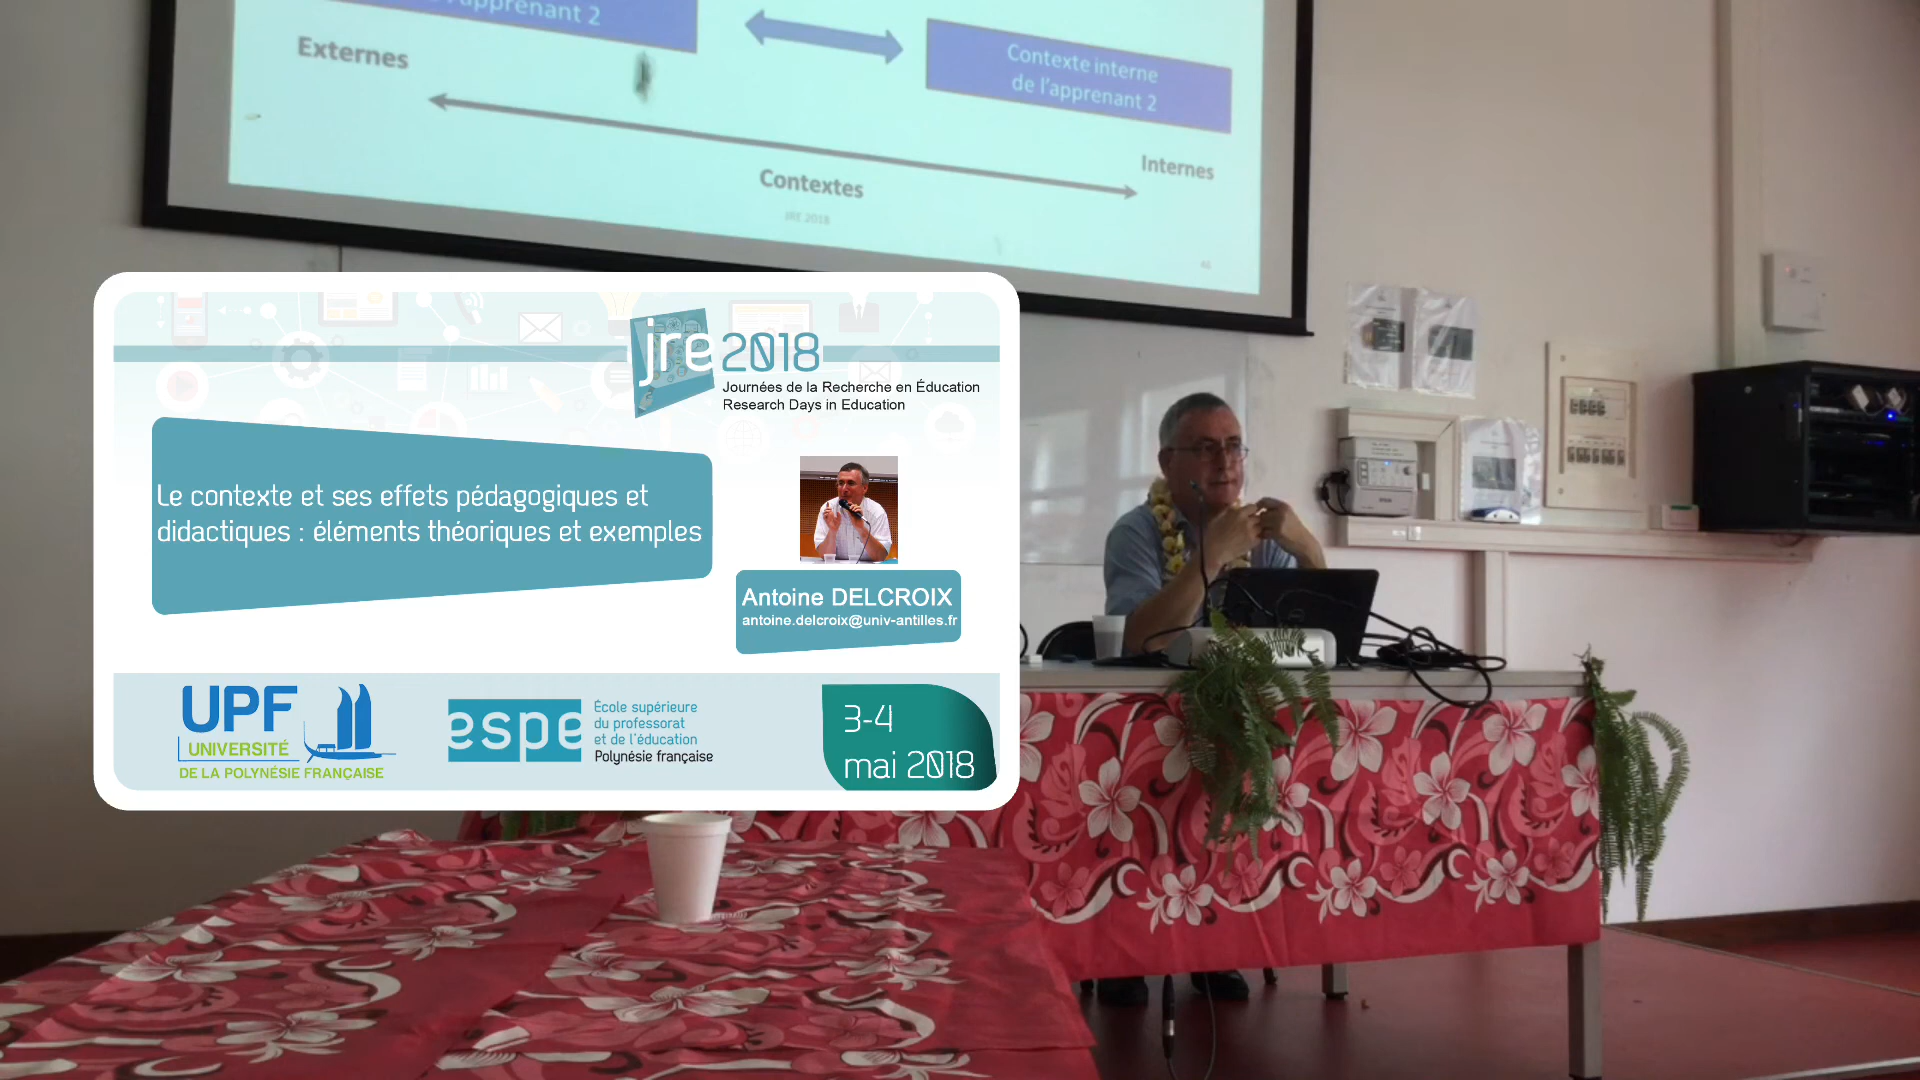 l'apprenant 2
Contexte interne
de l'apprenant 2
Externes
Internes
Contextes
JRE 2018
46
jre 2018
Journées de la Recherche en Éducation
Research Days in Education
Le contexte et ses effets pédagogiques et
didactiques : éléments théoriques et exemples
Antoine DELCROIX
antoine.delcroix@univ-antilles.fr
UPF
UNIVERSITÉ
DE LA POLYNÉSIE FRANÇAISE
espe
École supérieure
du professorat
et de l'éducation
Polynésie française
3-4
mai 2018